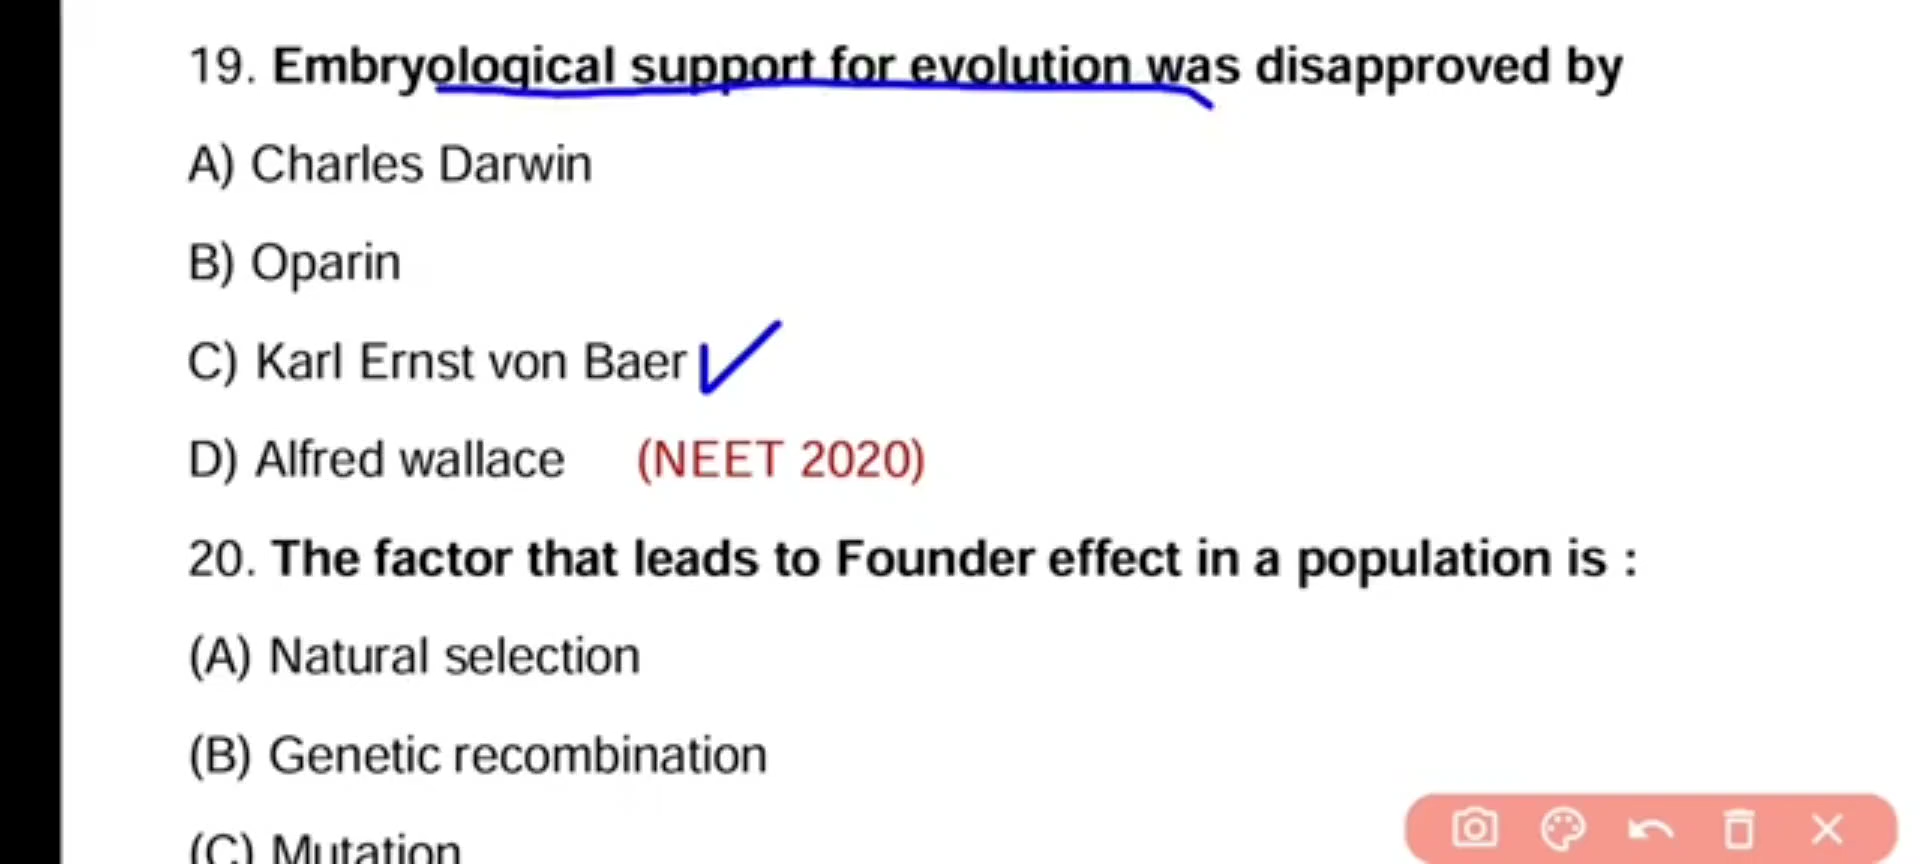 19. Embryological support for evolution was disapproved by
A) Charles Darwin
B) Oparin
C) Karl Ernst von Baer
D) Alfred wallace (NEET 2020)
20. The factor that leads to Founder effect in a population is :
(A) Natural selection
(B) Genetic recombination
(C) Mutation